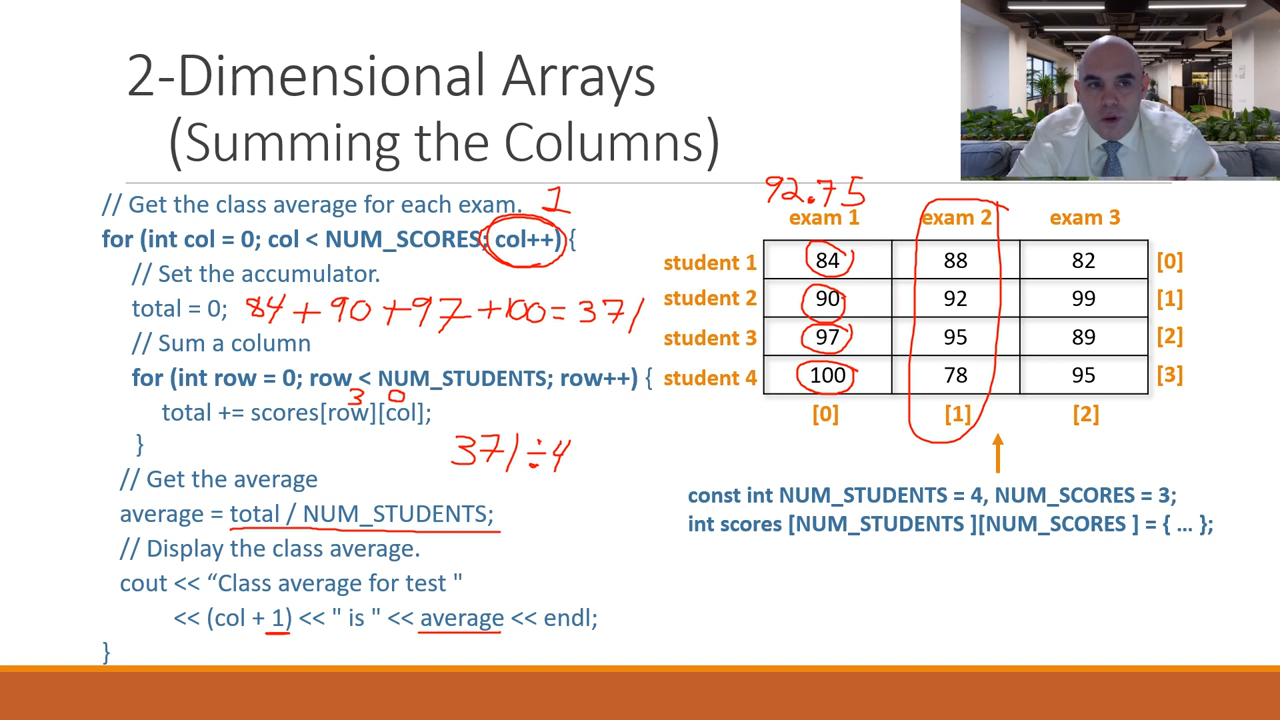 2-Dimensional Arrays
(Summing the Columns)
// Get the class average for each exam. 1
for (int col = 0; col < NUM_SCORES; col++) {
// Set the accumulator.
total = 0; 84 + 90 + 97 + 100 = 371
// Sum a column
for (int row = 0; row < NUM_STUDENTS; row++) {
3 0
total += scores[row][col];
}
371 ÷ 4
// Get the average
average = total / NUM_STUDENTS;
// Display the class average.
cout << “Class average for test "
<< (col + 1) << " is " << average << endl;
}
92.75
exam 1 exam 2 exam 3
student 1 84 88 82 [0]
student 2 90 92 99 [1]
student 3 97 95 89 [2]
student 4 100 78 95 [3]
[0] [1] [2]
const int NUM_STUDENTS = 4, NUM_SCORES = 3;
int scores [NUM_STUDENTS ][NUM_SCORES ] = { ... };